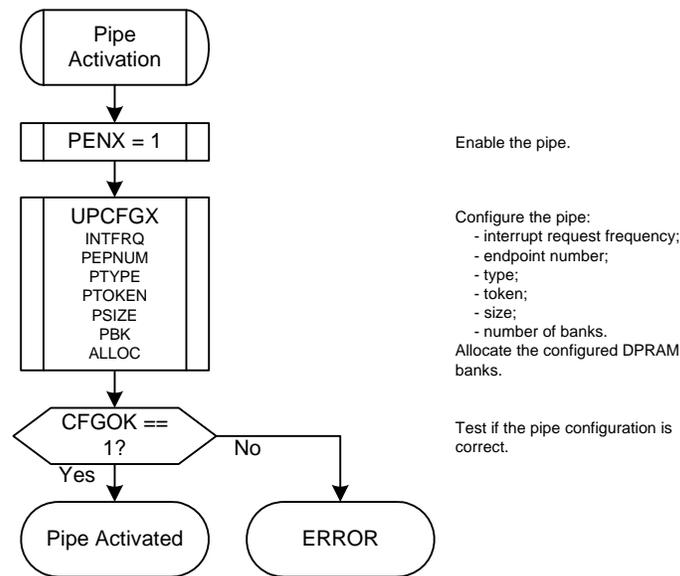 Pipe
Activation
PENX = 1
Enable the pipe.
UPCFGX
INTFRQ
PEPNUM
PTYPE
PTOKEN
PSIZE
PBK
ALLOC
Configure the pipe:
- interrupt request frequency;
- endpoint number;
- type;
- token;
- size;
- number of banks.
Allocate the configured DPRAM
banks.
CFGOK ==
1?
Test if the pipe configuration is
correct.
No
Yes
Pipe Activated
ERROR